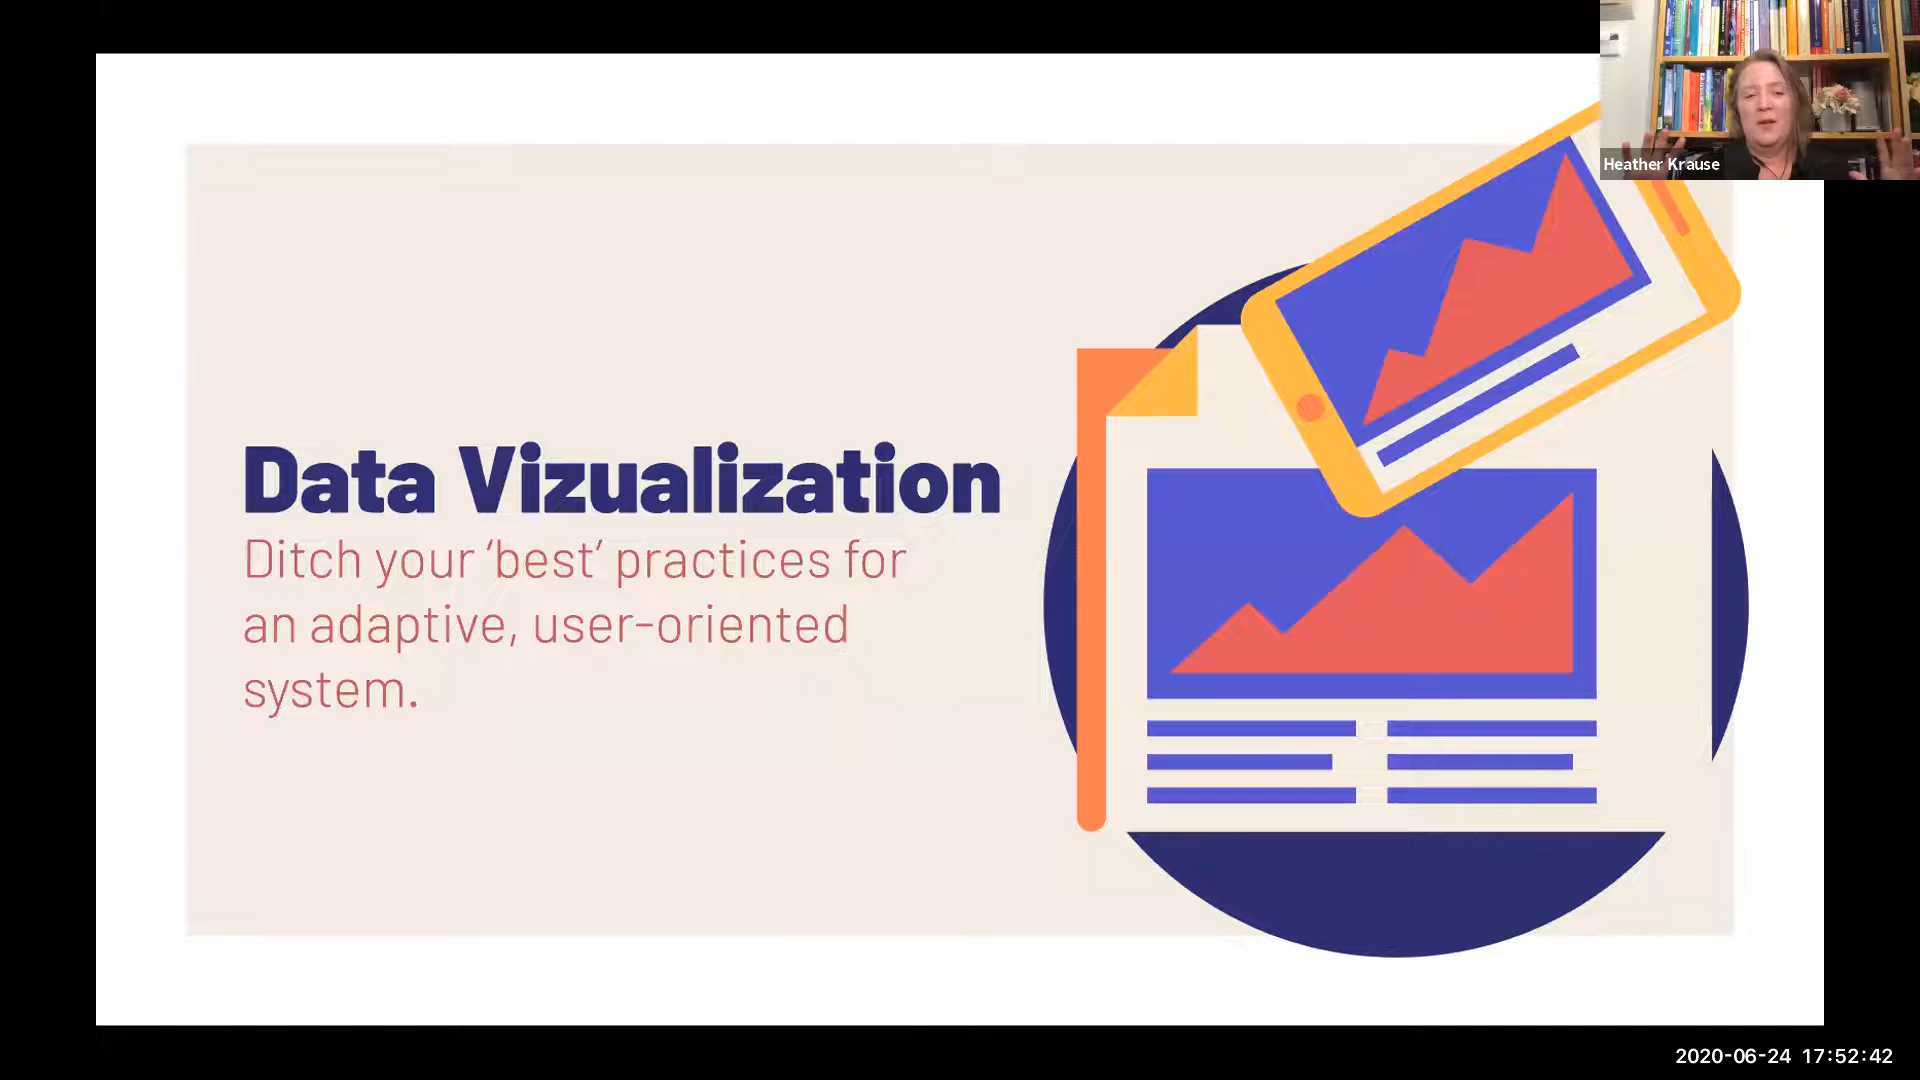 Heather Krause
Data Vizualization
Ditch your ‘best’ practices for
an adaptive, user-oriented
system.
2020-06-24 17:52:42